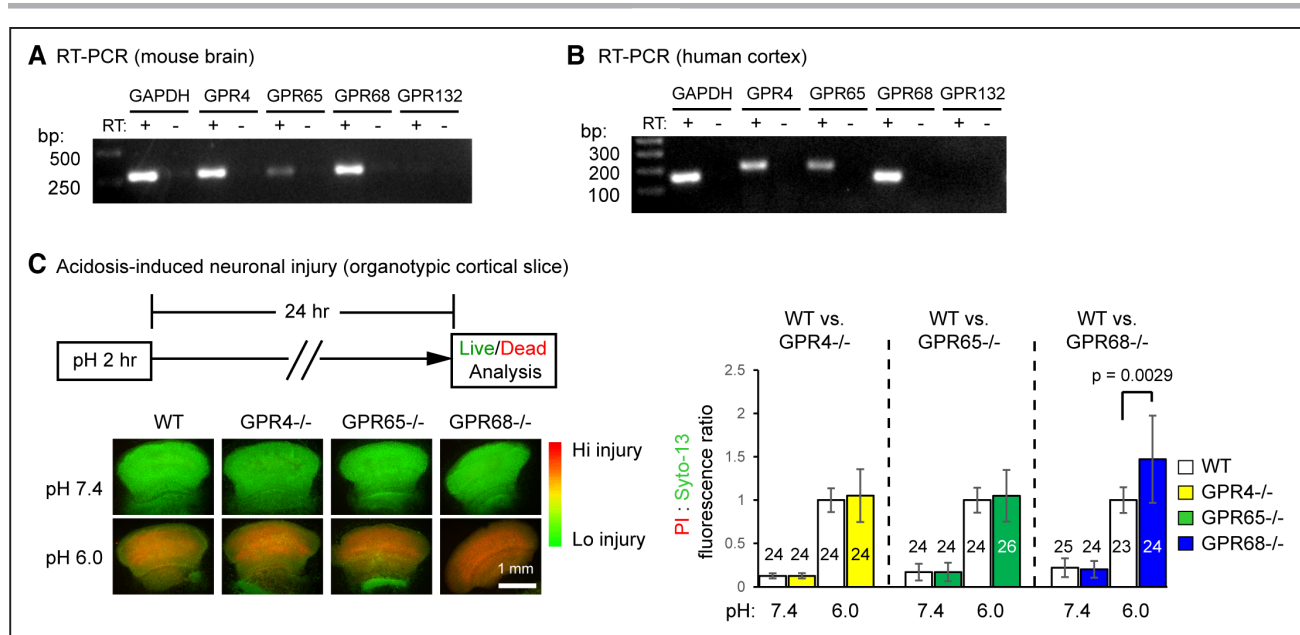 A RT-PCR (mouse brain)
GAPDH GPR4 GPR65 GPR68 GPR132
RT: + - + - + - + - + -
bp:
500
250
B RT-PCR (human cortex)
GAPDH GPR4 GPR65 GPR68 GPR132
RT: + - + - + - + - + -
bp:
300
200
100
C Acidosis-induced neuronal injury (organotypic cortical slice)
24 hr
pH 2 hr
Live/Dead
Analysis
WT GPR4-/- GPR65-/- GPR68-/-
pH 7.4
pH 6.0
Hi injury
Lo injury
1 mm
WT vs.
GPR4-/-
WT vs.
GPR65-/-
WT vs.
GPR68-/-
p = 0.0029
PI : Syto-13
fluorescence ratio
2.5
2
1.5
1
0.5
0
24 24 24 24
24 24 24 26
25 24 23 24
pH: 7.4 6.0 7.4 6.0 7.4 6.0
WT
GPR4-/-
GPR65-/-
GPR68-/-